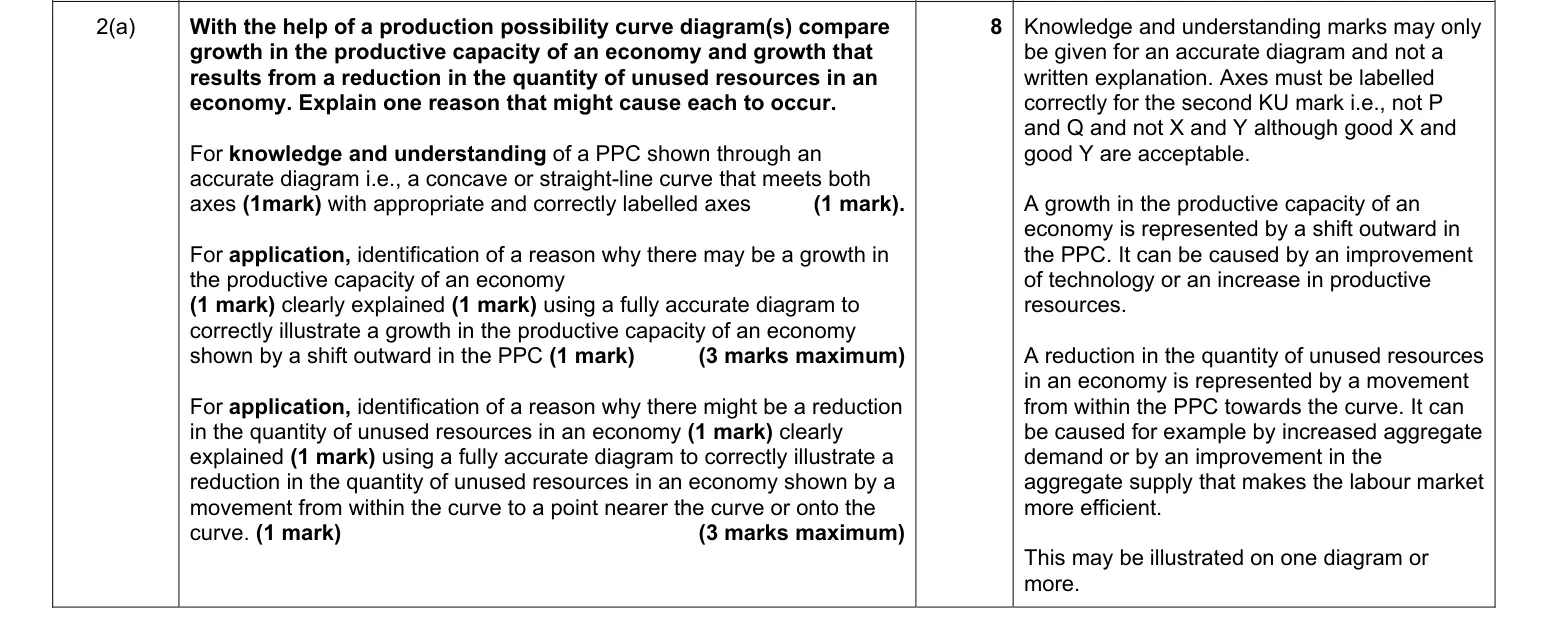 2(a)
With the help of a production possibility curve diagram(s) compare
growth in the productive capacity of an economy and growth that
results from a reduction in the quantity of unused resources in an
economy. Explain one reason that might cause each to occur.
For knowledge and understanding of a PPC shown through an
accurate diagram i.e., a concave or straight-line curve that meets both
axes (1mark) with appropriate and correctly labelled axes (1 mark).
For application, identification of a reason why there may be a growth in
the productive capacity of an economy
(1 mark) clearly explained (1 mark) using a fully accurate diagram to
correctly illustrate a growth in the productive capacity of an economy
shown by a shift outward in the PPC (1 mark) (3 marks maximum)
For application, identification of a reason why there might be a reduction
in the quantity of unused resources in an economy (1 mark) clearly
explained (1 mark) using a fully accurate diagram to correctly illustrate a
reduction in the quantity of unused resources in an economy shown by a
movement from within the curve to a point nearer the curve or onto the
curve. (1 mark) (3 marks maximum)
8
Knowledge and understanding marks may only
be given for an accurate diagram and not a
written explanation. Axes must be labelled
correctly for the second KU mark i.e., not P
and Q and not X and Y although good X and
good Y are acceptable.
A growth in the productive capacity of an
economy is represented by a shift outward in
the PPC. It can be caused by an improvement
of technology or an increase in productive
resources.
A reduction in the quantity of unused resources
in an economy is represented by a movement
from within the PPC towards the curve. It can
be caused for example by increased aggregate
demand or by an improvement in the
aggregate supply that makes the labour market
more efficient.
This may be illustrated on one diagram or
more.